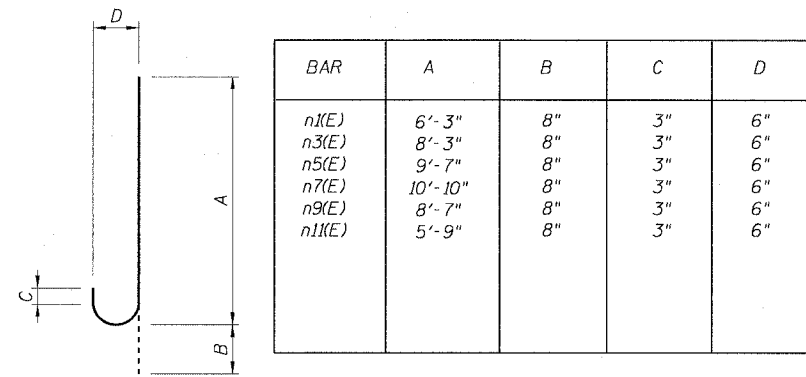 D
A
C
B
BAR A B C D
n1(E) 6'-3" 8" 3" 6"
n3(E) 8'-3" 8" 3" 6"
n5(E) 9'-7" 8" 3" 6"
n7(E) 10'-10" 8" 3" 6"
n9(E) 8'-7" 8" 3" 6"
n11(E) 5'-9" 8" 3" 6"